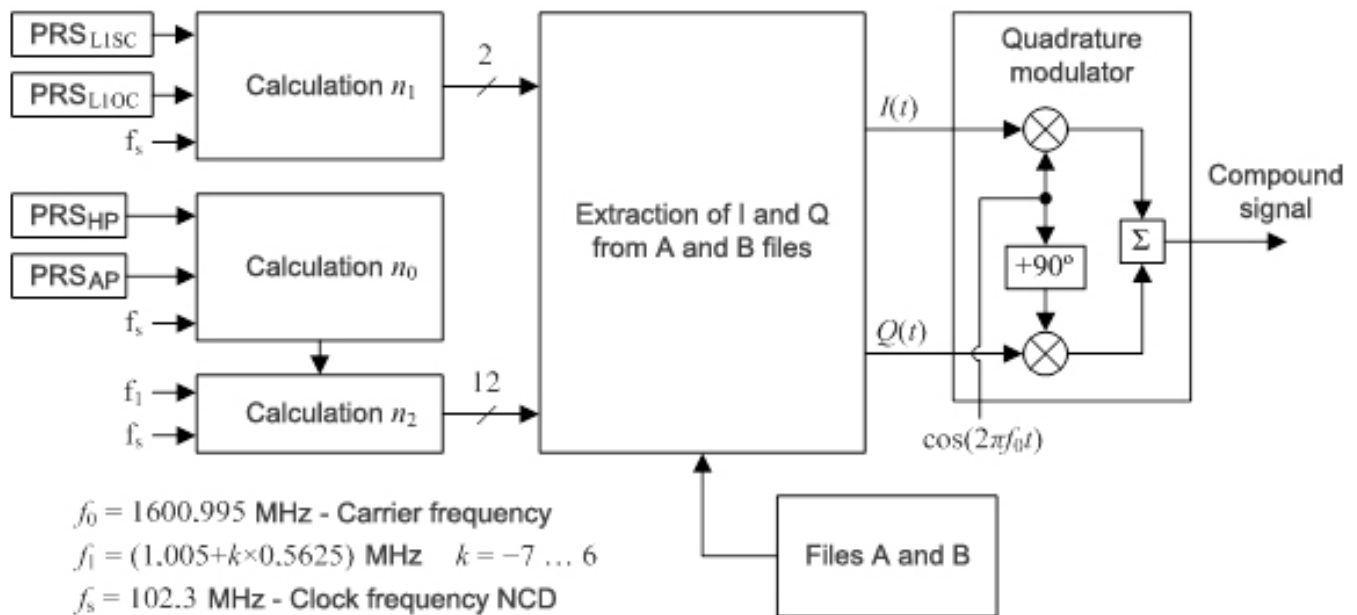 PRS_L1SC
PRS_L1OC
f_s
Calculation n_1
2
PRS_HP
PRS_AP
f_s
Calculation n_0
f_1
f_s
Calculation n_2
12
Extraction of I and Q
from A and B files
I(t)
Q(t)
Quadrature
modulator
+90º
Σ
cos(2πf_0t)
Compound
signal
Files A and B
f_0 = 1600.995 MHz - Carrier frequency
f_1 = (1.005+k×0.5625) MHz k = −7 ... 6
f_s = 102.3 MHz - Clock frequency NCD